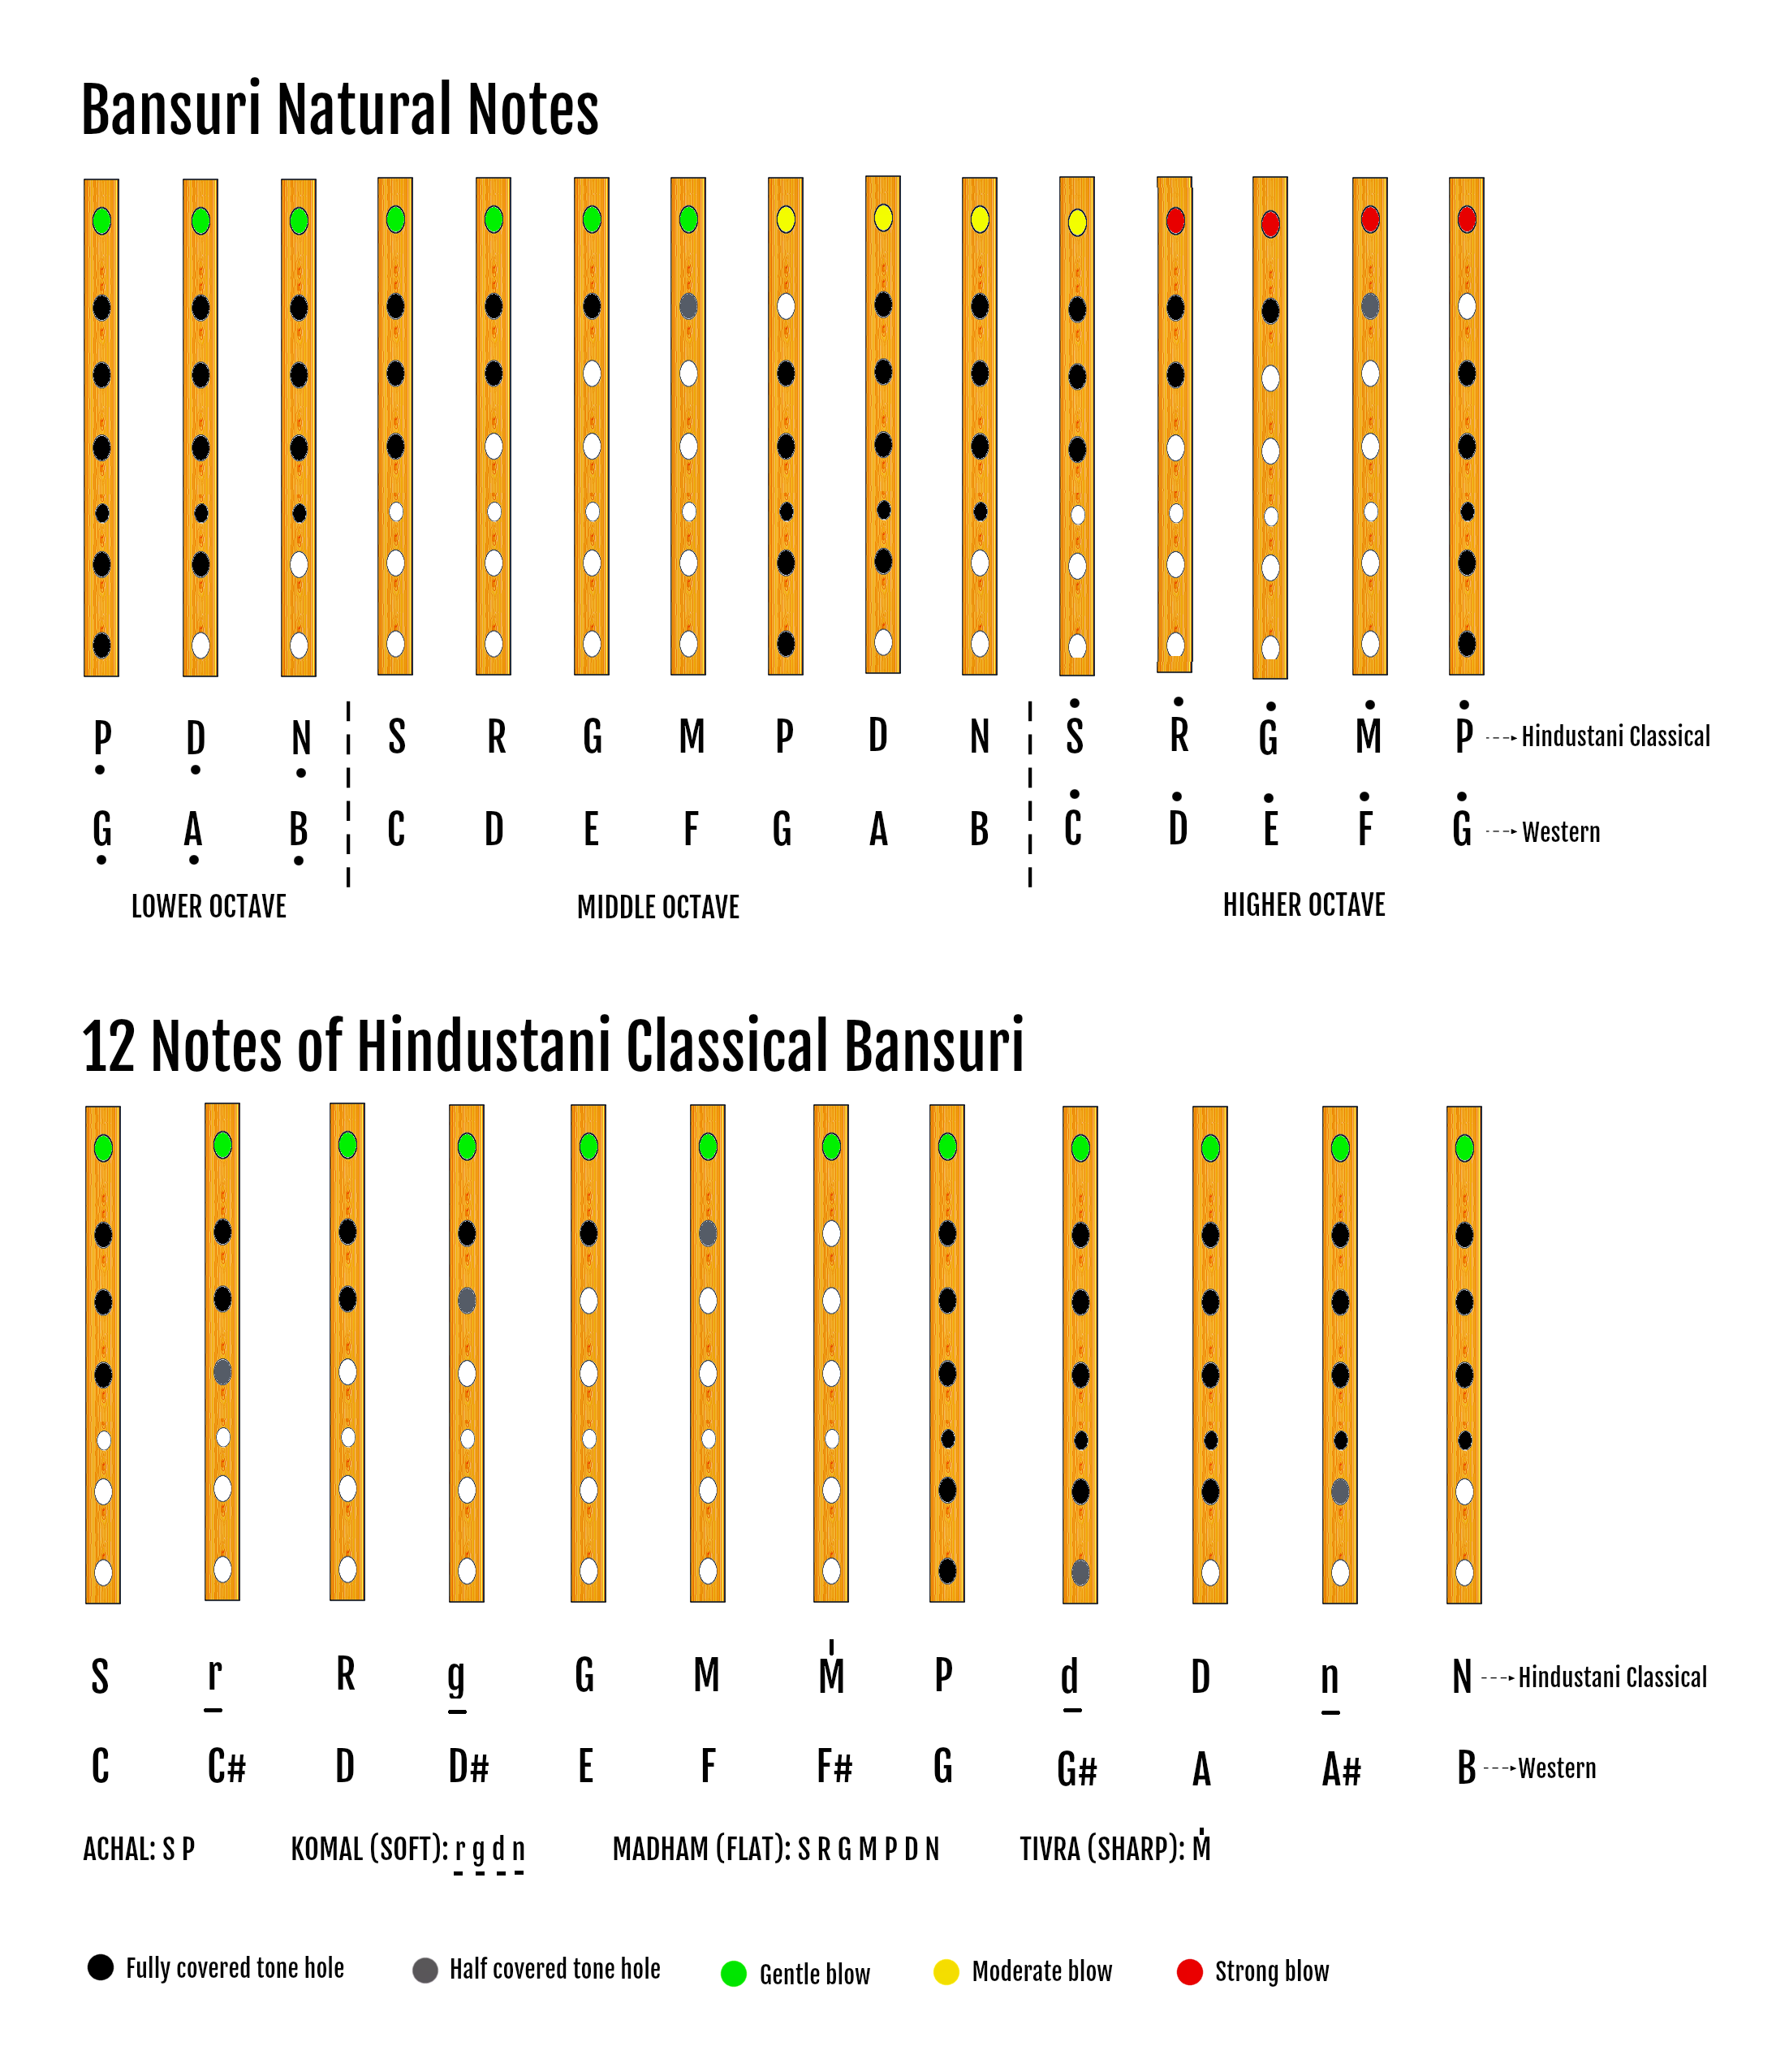 Bansuri Natural Notes
P D N S R G M P D N S R G M P Hindustani Classical
G A B C D E F G A B C D E F G Western
LOWER OCTAVE MIDDLE OCTAVE HIGHER OCTAVE
12 Notes of Hindustani Classical Bansuri
S r R g G M M P d D n N Hindustani Classical
C C# D D# E F F# G G# A A# B Western
ACHAL: S P KOMAL (SOFT): r g d n MADHAM (FLAT): S R G M P D N TIVRA (SHARP): M
Fully covered tone hole Half covered tone hole Gentle blow Moderate blow Strong blow